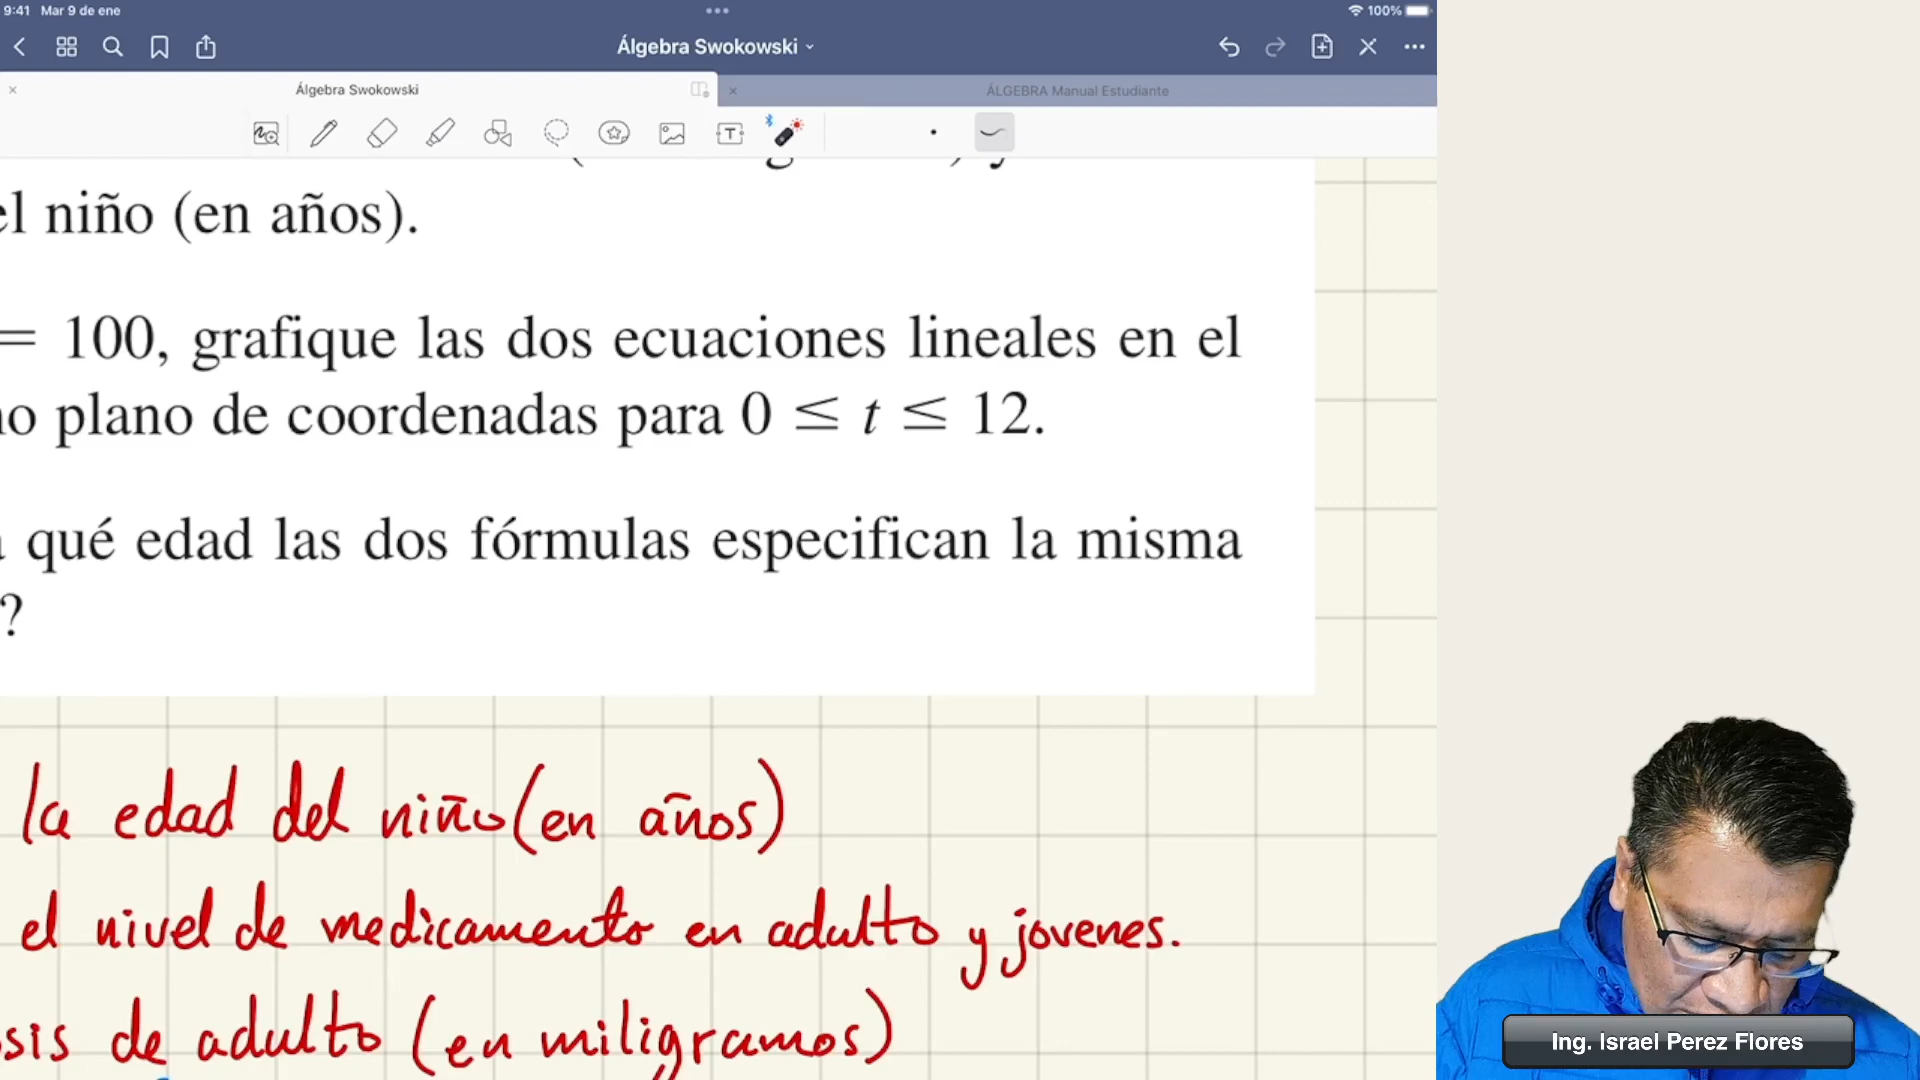 9:41 Mar 9 de ene
100%
Álgebra Swokowski
Álgebra Swokowski
ÁLGEBRA Manual Estudiante
T
el niño (en años).
= 100, grafique las dos ecuaciones lineales en el
no plano de coordenadas para 0 ≤ t ≤ 12.
qué edad las dos fórmulas especifican la misma
?
la edad del niño (en años)
el nivel de medicamento en adulto y jovenes.
osis de adulto (en miligramos)
Ing. Israel Perez Flores